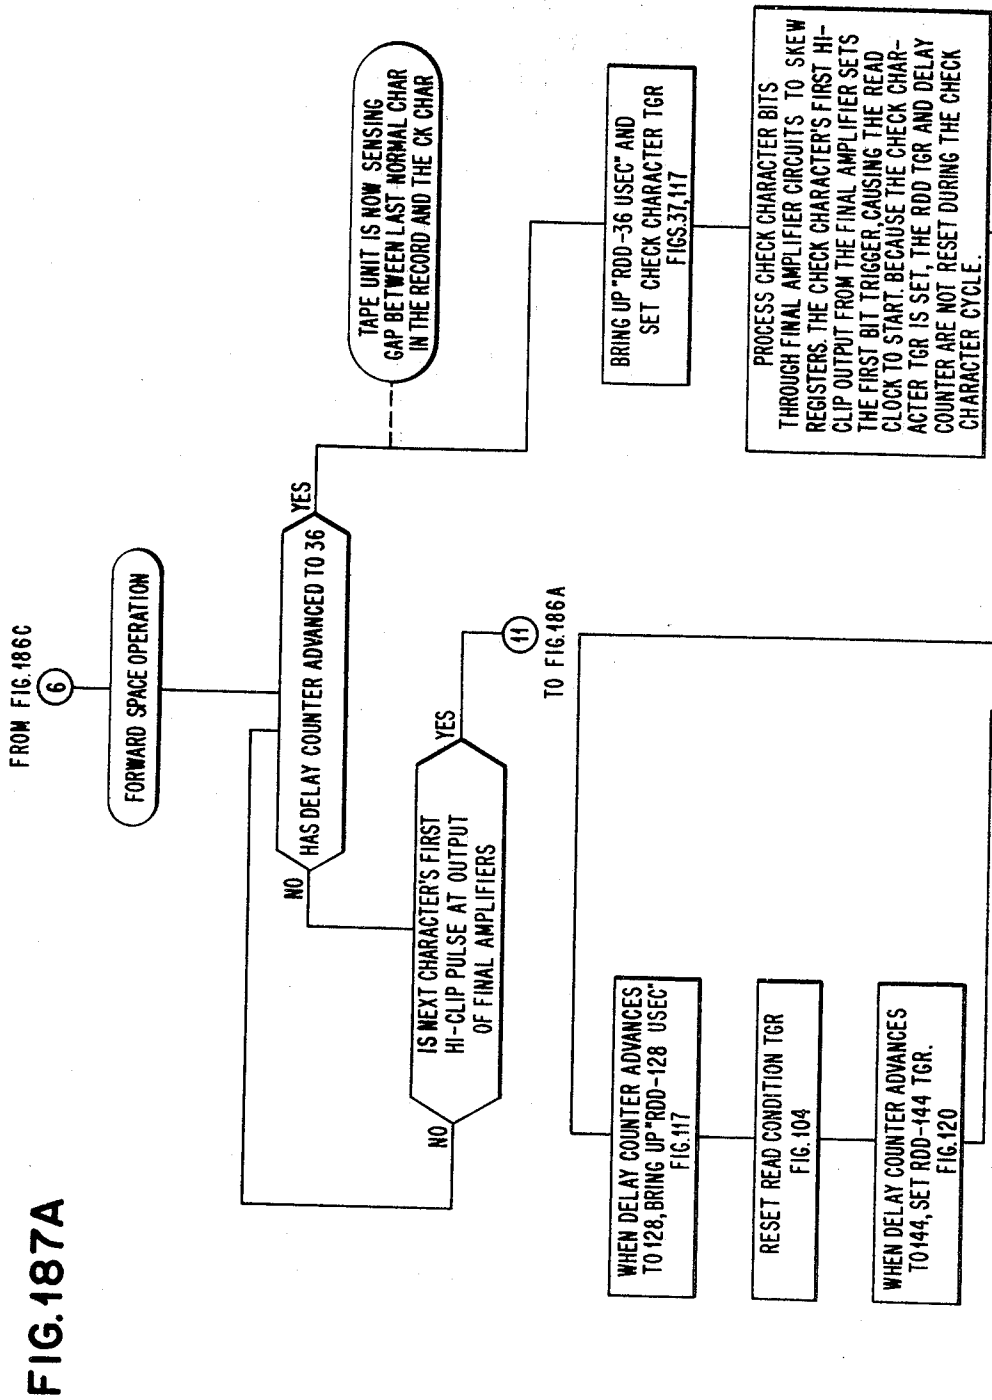 FIG.187A
FROM FIG.186C
6
FORWARD SPACE OPERATION
HAS DELAY COUNTER ADVANCED TO 36
NO
YES
TAPE UNIT IS NOW SENSING
GAP BETWEEN LAST NORMAL CHAR
IN THE RECORD AND THE CK CHAR
IS NEXT CHARACTER'S FIRST
HI-CLIP PULSE AT OUTPUT
OF FINAL AMPLIFIERS
NO
YES
11
TO FIG.186A
BRING UP "RDD-36 USEC" AND
SET CHECK CHARACTER TGR
FIGS.37,117
PROCESS CHECK CHARACTER BITS
THROUGH FINAL AMPLIFIER CIRCUITS TO SKEW
REGISTERS. THE CHECK CHARACTER'S FIRST HI-
CLIP OUTPUT FROM THE FINAL AMPLIFIER SETS
THE FIRST BIT TRIGGER, CAUSING THE READ
CLOCK TO START. BECAUSE THE CHECK CHAR-
ACTER TGR IS SET, THE RDD TGR AND DELAY
COUNTER ARE NOT RESET DURING THE CHECK
CHARACTER CYCLE.
WHEN DELAY COUNTER ADVANCES
TO 128, BRING UP "RDD-128 USEC"
FIG.117
RESET READ CONDITION TGR
FIG.104
WHEN DELAY COUNTER ADVANCES
TO 144, SET RDD-144 TGR.
FIG.120